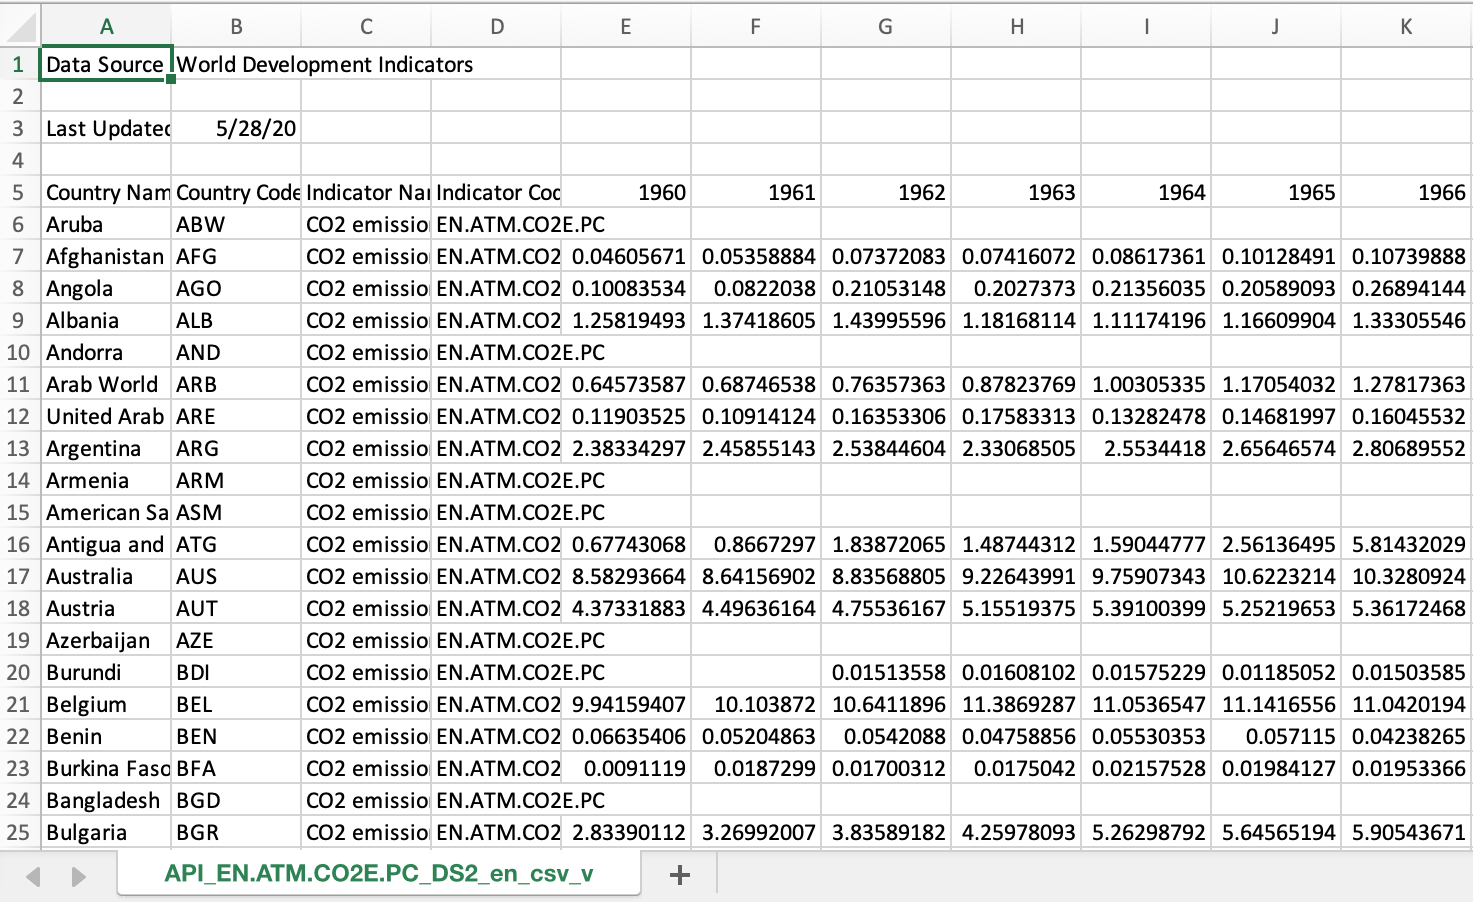 A B C D E F G H I J K
1 Data Source World Development Indicators
2
3 Last Updated 5/28/20
4
5 Country Nam Country Code Indicator Nar Indicator Cod 1960 1961 1962 1963 1964 1965 1966
6 Aruba ABW CO2 emissio EN.ATM.CO2E.PC
7 Afghanistan AFG CO2 emissio EN.ATM.CO2 0.04605671 0.05358884 0.07372083 0.07416072 0.08617361 0.10128491 0.10739888
8 Angola AGO CO2 emissio EN.ATM.CO2 0.10083534 0.0822038 0.21053148 0.2027373 0.21356035 0.20589093 0.26894144
9 Albania ALB CO2 emissio EN.ATM.CO2 1.25819493 1.37418605 1.43995596 1.18168114 1.11174196 1.16609904 1.33305546
10 Andorra AND CO2 emissio EN.ATM.CO2E.PC
11 Arab World ARB CO2 emissio EN.ATM.CO2 0.64573587 0.68746538 0.76357363 0.87823769 1.00305335 1.17054032 1.27817363
12 United Arab ARE CO2 emissio EN.ATM.CO2 0.11903525 0.10914124 0.16353306 0.17583313 0.13282478 0.14681997 0.16045532
13 Argentina ARG CO2 emissio EN.ATM.CO2 2.38334297 2.45855143 2.53844604 2.33068505 2.5534418 2.65646574 2.80689552
14 Armenia ARM CO2 emissio EN.ATM.CO2E.PC
15 American Sa ASM CO2 emissio EN.ATM.CO2E.PC
16 Antigua and ATG CO2 emissio EN.ATM.CO2 0.67743068 0.8667297 1.83872065 1.48744312 1.59044777 2.56136495 5.81432029
17 Australia AUS CO2 emissio EN.ATM.CO2 8.58293664 8.64156902 8.83568805 9.22643991 9.75907343 10.6223214 10.3280924
18 Austria AUT CO2 emissio EN.ATM.CO2 4.37331883 4.49636164 4.75536167 5.15519375 5.39100399 5.25219653 5.36172468
19 Azerbaijan AZE CO2 emissio EN.ATM.CO2E.PC
20 Burundi BDI CO2 emissio EN.ATM.CO2E.PC 0.01513558 0.01608102 0.01575229 0.01185052 0.01503585
21 Belgium BEL CO2 emissio EN.ATM.CO2 9.94159407 10.103872 10.6411896 11.3869287 11.0536547 11.1416556 11.0420194
22 Benin BEN CO2 emissio EN.ATM.CO2 0.06635406 0.05204863 0.0542088 0.04758856 0.05530353 0.057115 0.04238265
23 Burkina Faso BFA CO2 emissio EN.ATM.CO2 0.0091119 0.0187299 0.01700312 0.0175042 0.02157528 0.01984127 0.01953366
24 Bangladesh BGD CO2 emissio EN.ATM.CO2E.PC
25 Bulgaria BGR CO2 emissio EN.ATM.CO2 2.83390112 3.26992007 3.83589182 4.25978093 5.26298792 5.64565194 5.90543671
API_EN.ATM.CO2E.PC_DS2_en_csv_v +